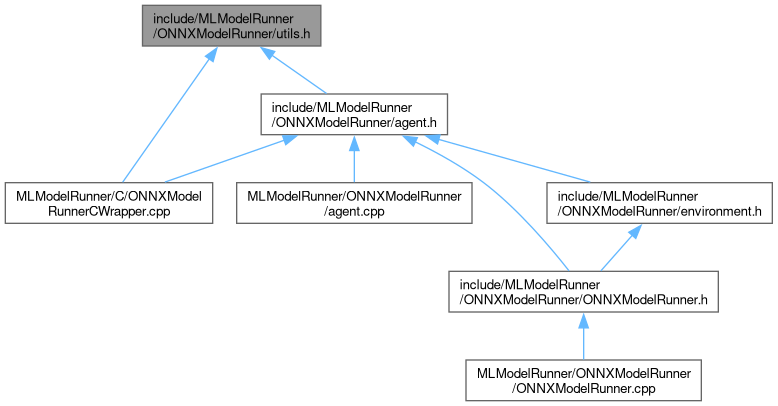 include/MLModelRunner
/ONNXModelRunner/utils.h
include/MLModelRunner
/ONNXModelRunner/agent.h
MLModelRunner/C/ONNXModel
RunnerCWrapper.cpp
MLModelRunner/ONNXModelRunner
/agent.cpp
include/MLModelRunner
/ONNXModelRunner/environment.h
include/MLModelRunner
/ONNXModelRunner/ONNXModelRunner.h
MLModelRunner/ONNXModelRunner
/ONNXModelRunner.cpp